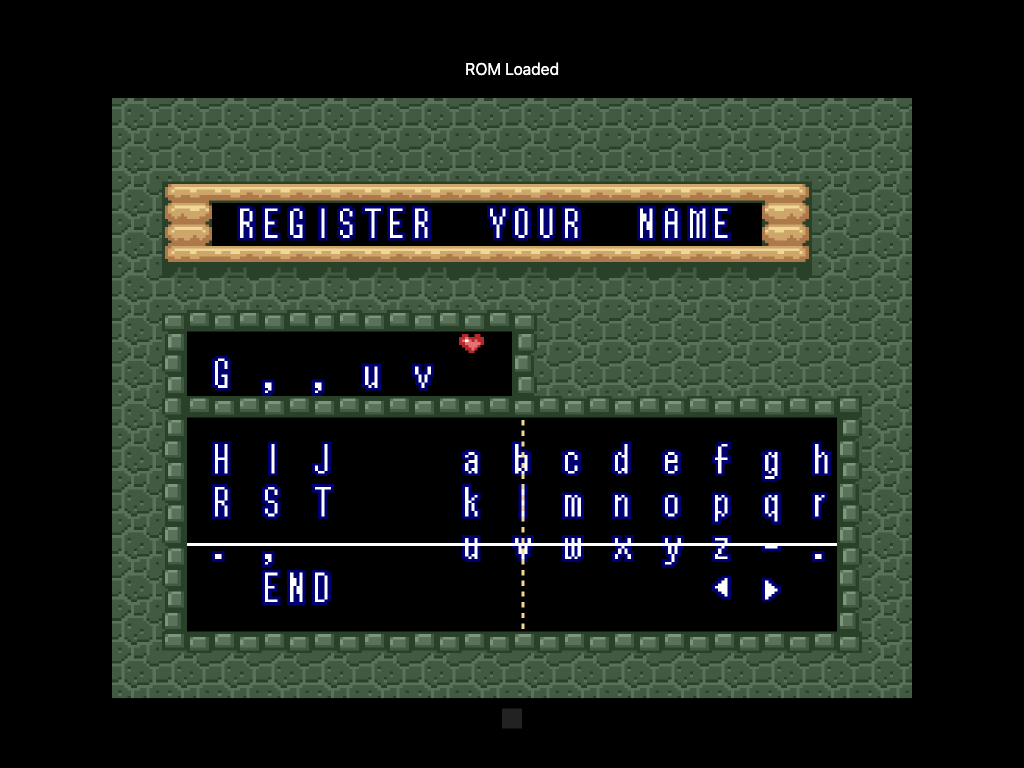 ROM Loaded
REGISTER YOUR NAME
G , , u v
H I J a b c d e f g h
R S T k l m n o p q r
. , u v w x y z - .
END